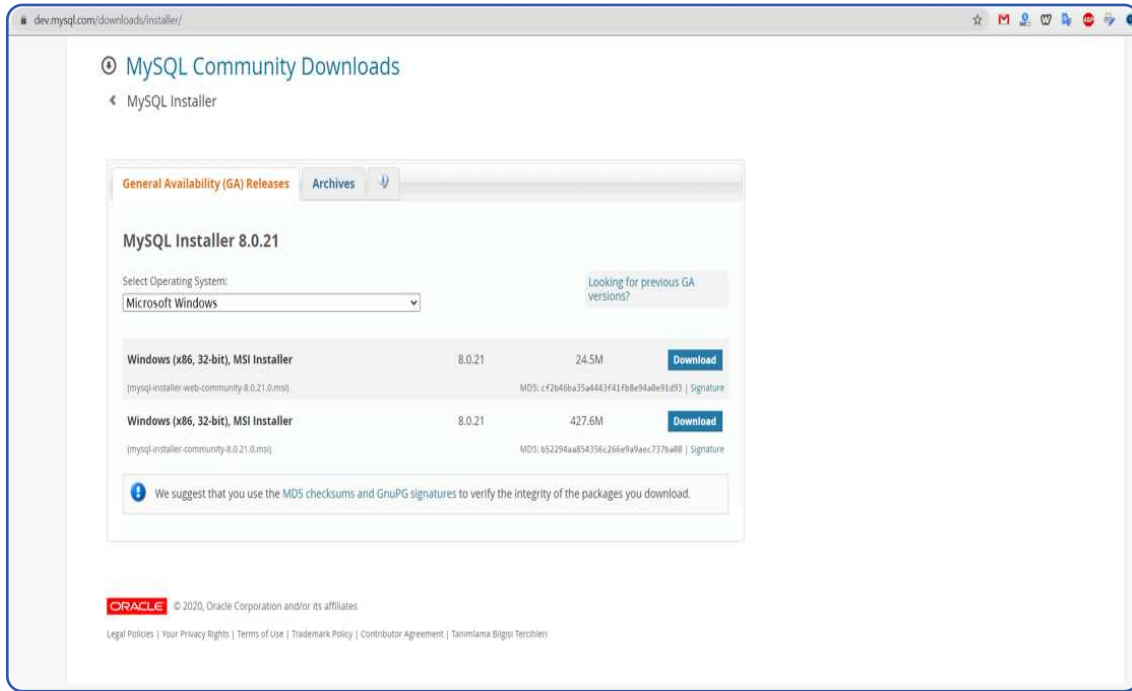 dev.mysql.com/downloads/installer/
MySQL Community Downloads
MySQL Installer
General Availability (GA) Releases Archives
MySQL Installer 8.0.21
Select Operating System:
Looking for previous GA
versions?
Microsoft Windows
Windows (x86, 32-bit), MSI Installer 8.0.21 24.5M Download
(mysql-installer-web-community-8.0.21.0.msi) MD5: | Signature
Windows (x86, 32-bit), MSI Installer 8.0.21 427.6M Download
(mysql-installer-community-8.0.21.0.msi) MD5: | Signature
We suggest that you use the MD5 checksums and GnuPG signatures to verify the integrity of the packages you download.
ORACLE © 2020, Oracle Corporation and/or its affiliates
Legal Policies | Your Privacy Rights | Terms of Use | Trademark Policy | Contributor Agreement | Tanımlama Bilgisi Tercihleri